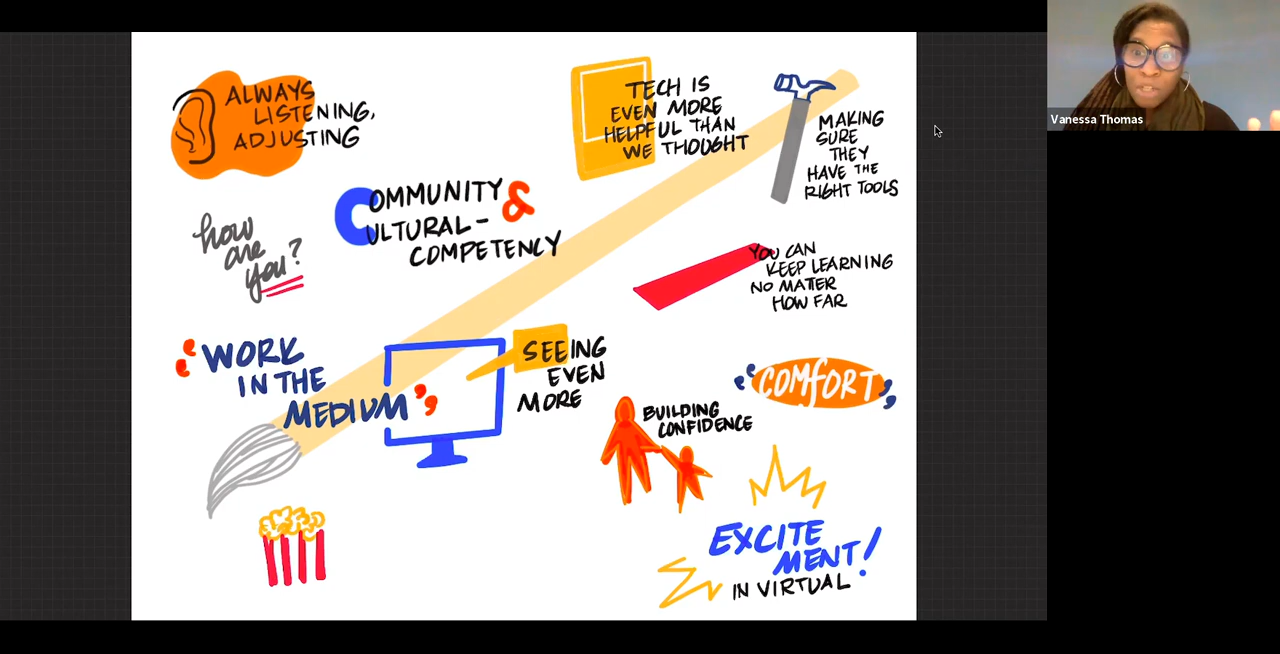 ALWAYS
LISTENING,
ADJUSTING
TECH IS
EVEN MORE
HELPFUL THAN
WE THOUGHT
MAKING
SURE
THEY
HAVE THE
RIGHT TOOLS
Vanessa Thomas
COMMUNITY &
CULTURAL-
COMPETENCY
how
are
you?
YOU CAN
KEEP LEARNING
NO MATTER
HOW FAR
"WORK
IN THE
MEDIUM"
SEEING
EVEN
MORE
"COMfORT"
BUILDING
CONFIDENCE
EXCITE
MENT!
IN VIRTUAL